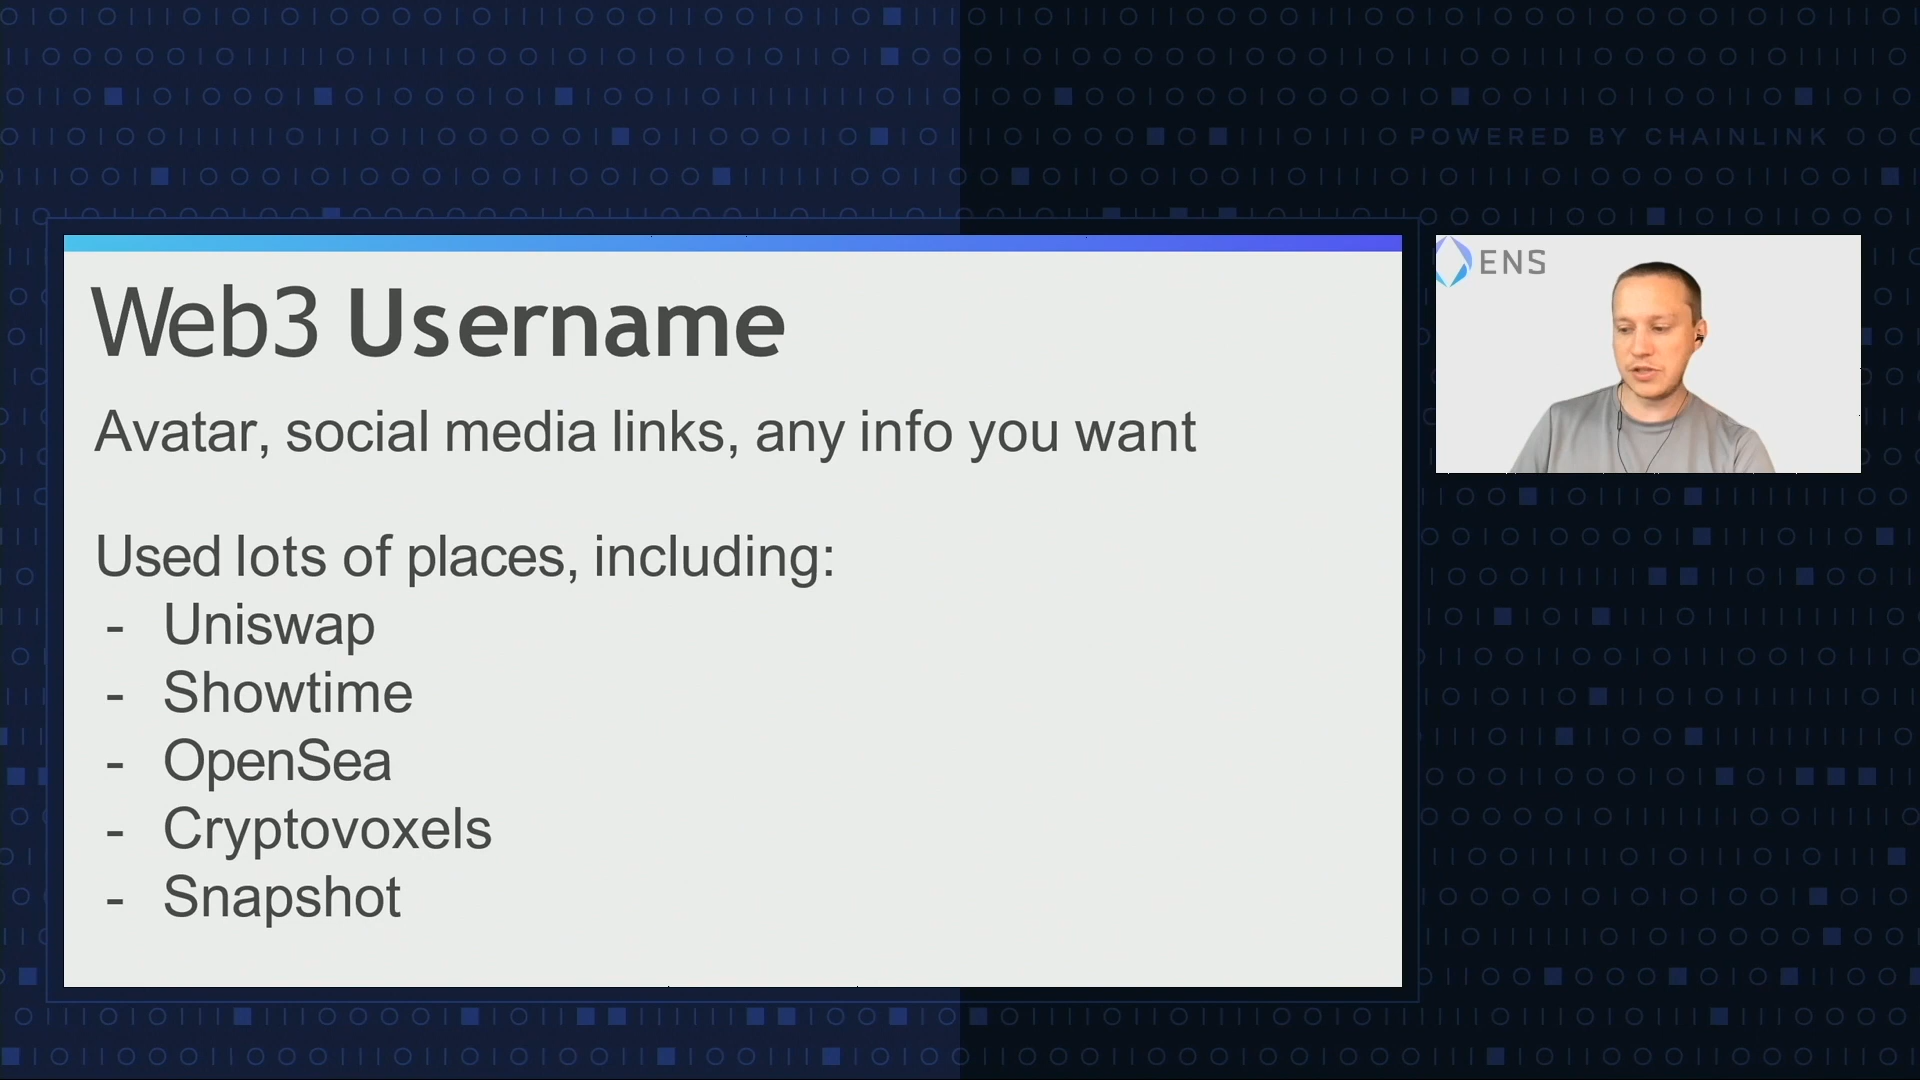 POWERED BY CHAINLINK
Web3 Username
Avatar, social media links, any info you want
Used lots of places, including:
- Uniswap
- Showtime
- OpenSea
- Cryptovoxels
- Snapshot
ENS